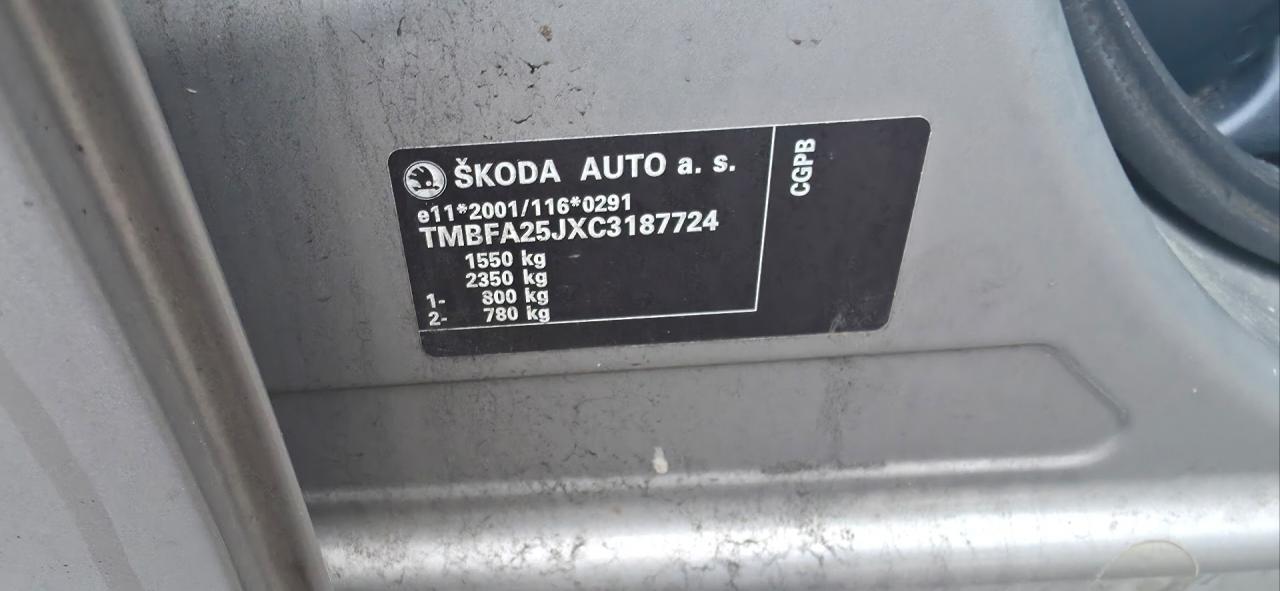 ŠKODA AUTO a. s.
e11*2001/116*0291
TMBFA25JXC3187724
1550 kg
2350 kg
1- 800 kg
2- 780 kg
CGPB